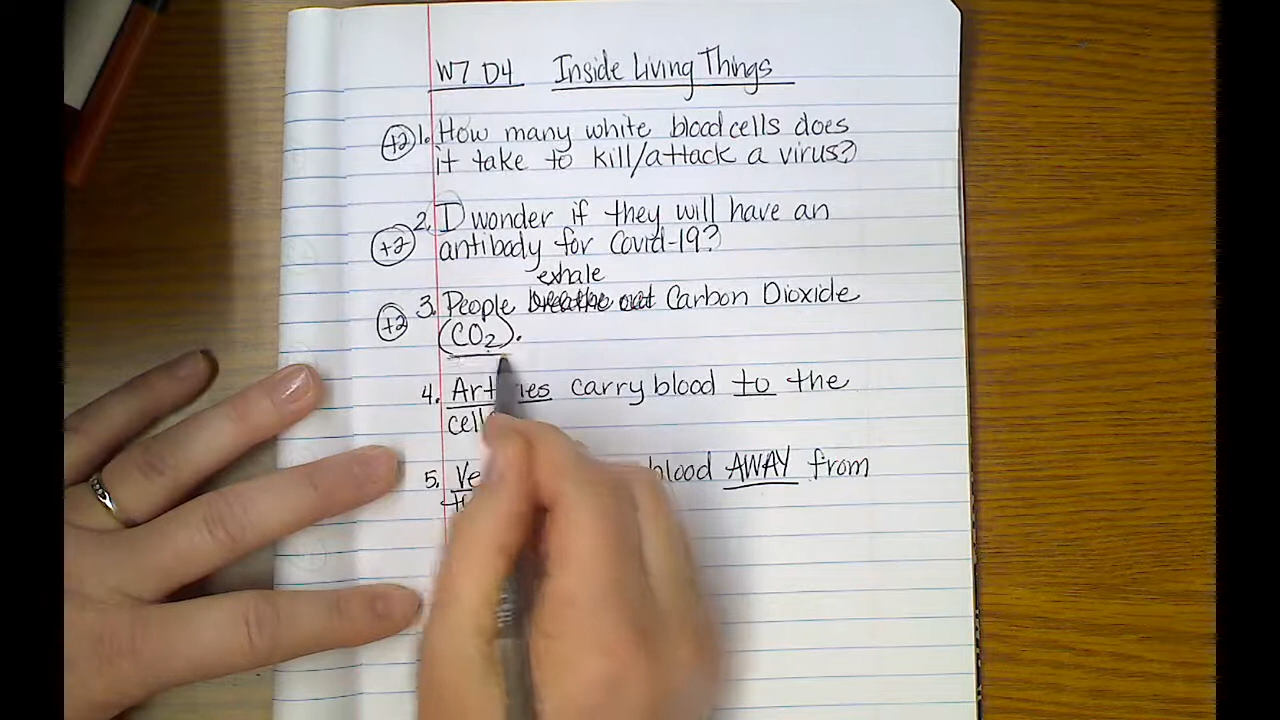 W7 D4 Inside Living Things
+2 1. How many white blood cells does
it take to kill/attack a virus?
2. I wonder if they will have an
+2 antibody for Covid-19?
exhale
3. People breathe out Carbon Dioxide
+2 (CO2).
4. carry blood to the
5. blood AWAY from